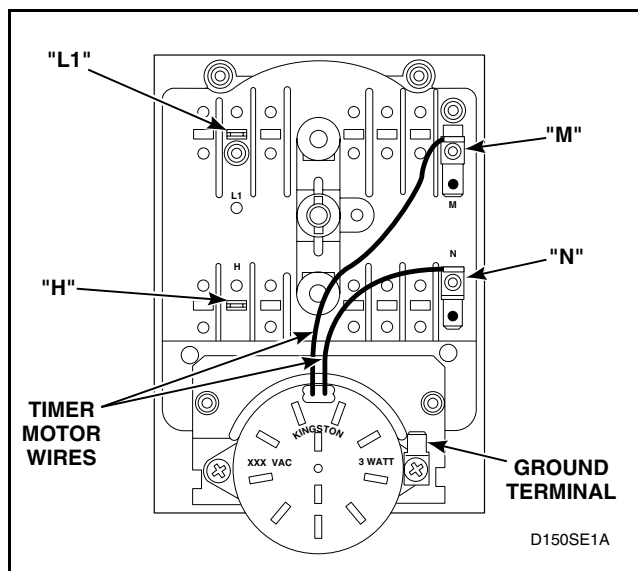 "L1"
"M"
L1
M
H
N
"H"
"N"
TIMER
MOTOR
WIRES
KINGSTON
XXX VAC
3 WATT
GROUND
TERMINAL
D150SE1A